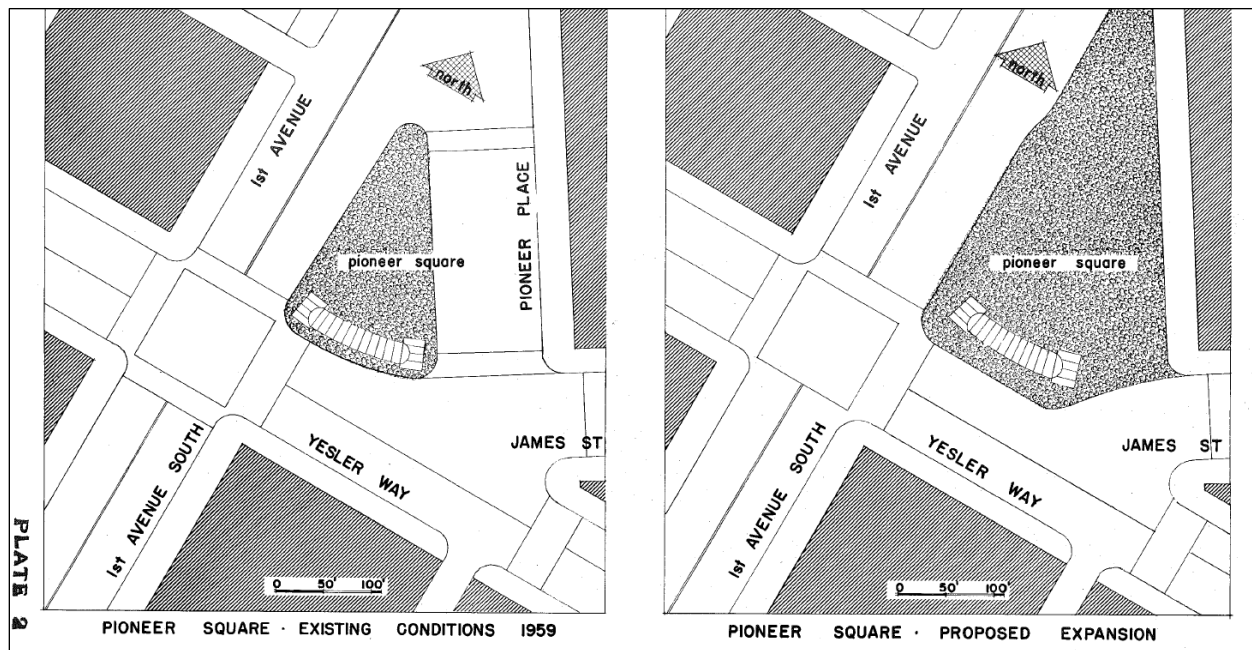 north
1st AVENUE
PIONEER PLACE
pioneer square
JAMES ST
YESLER WAY
1st AVENUE SOUTH
0 50' 100'
PIONEER SQUARE · EXISTING CONDITIONS 1959
north
1st AVENUE
pioneer square
JAMES ST
YESLER WAY
1st AVENUE SOUTH
0 50' 100'
PIONEER SQUARE · PROPOSED EXPANSION
PLATE 2